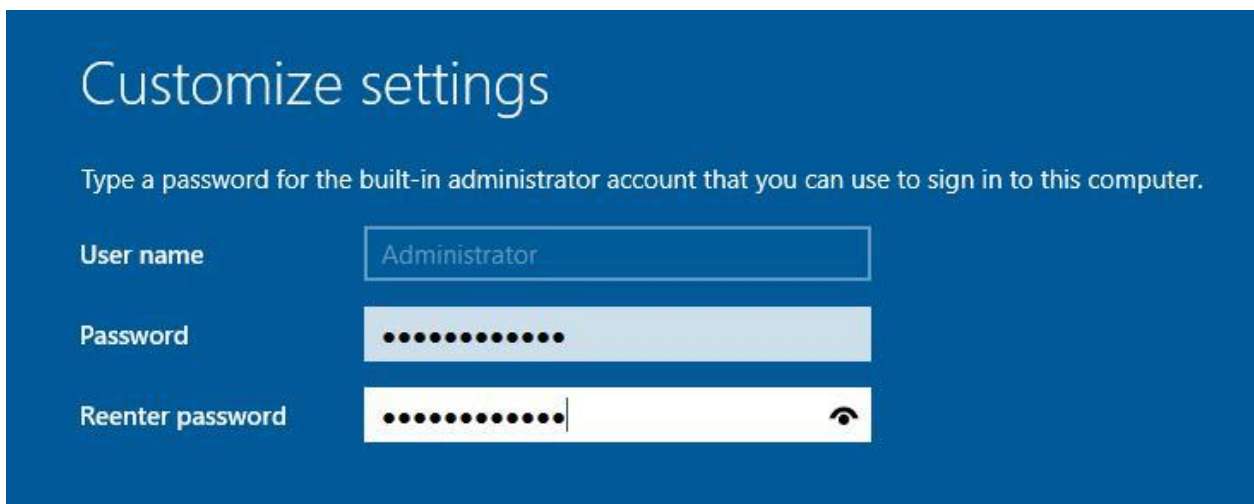 Customize settings
Type a password for the built-in administrator account that you can use to sign in to this computer.
User name Administrator
Password ●●●●●●●●●●●●
Reenter password ●●●●●●●●●●●●